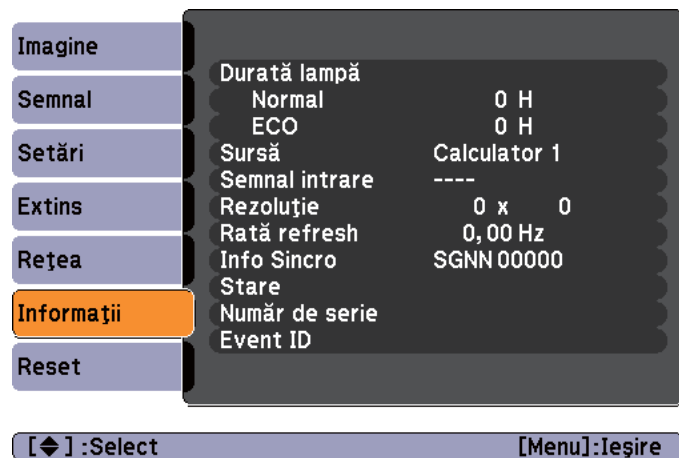 Imagine
Semnal
Setări
Extins
Reţea
Informaţii
Reset
Durată lampă
Normal 0 H
ECO 0 H
Sursă Calculator 1
Semnal intrare ----
Rezoluţie 0 x 0
Rată refresh 0,00 Hz
Info Sincro SGNN 00000
Stare
Număr de serie
Event ID
[◆] :Select [Menu]:Ieşire